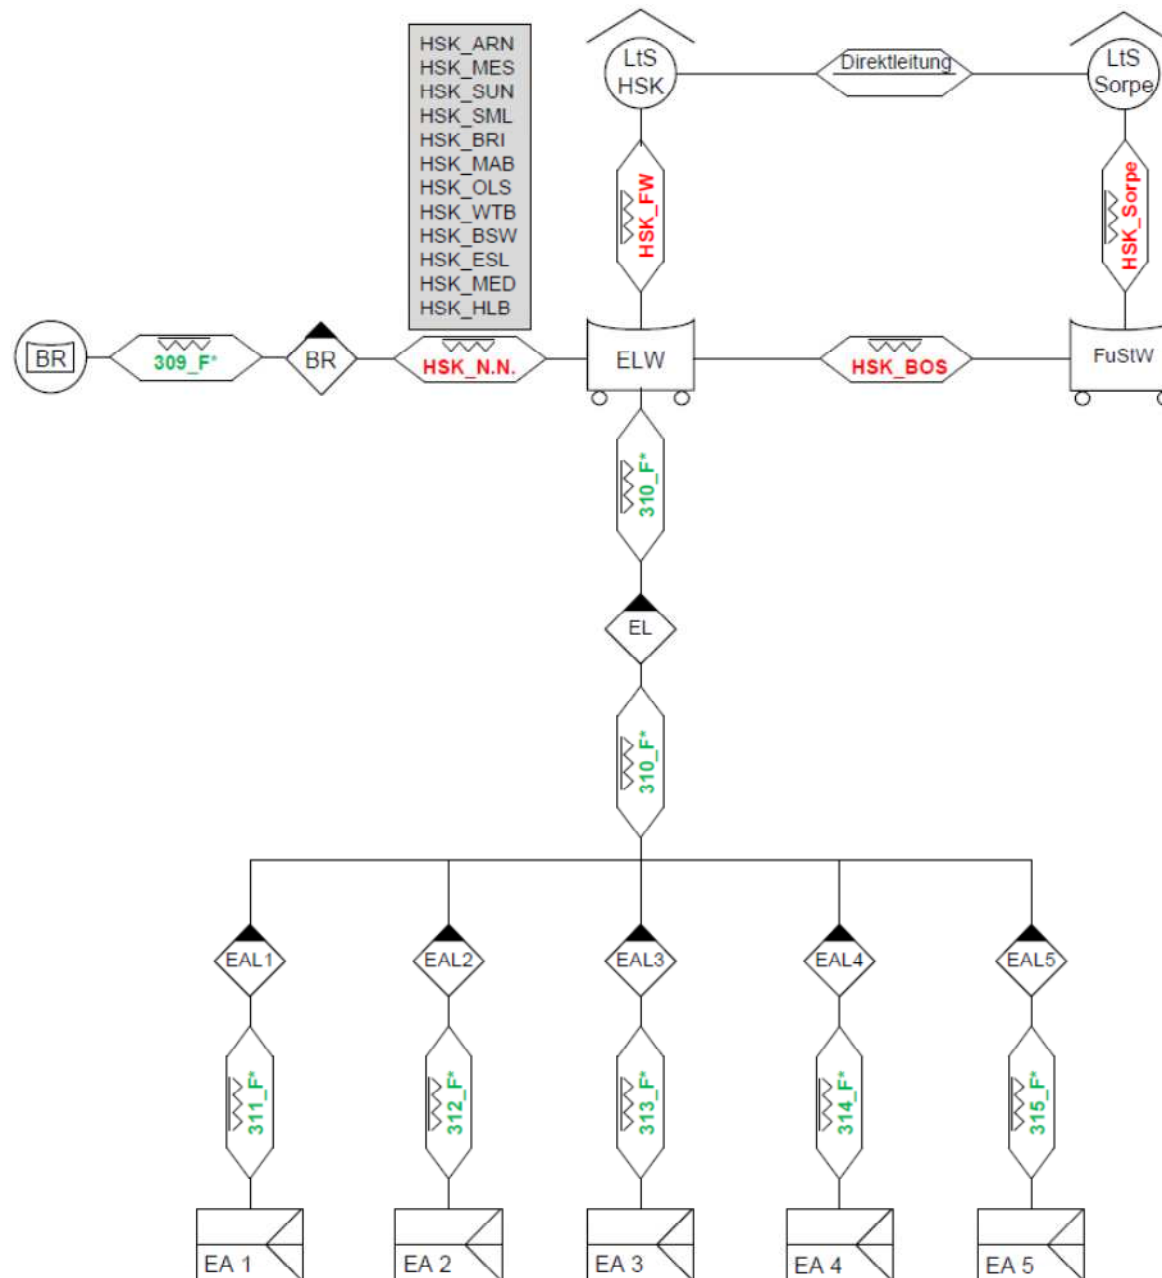 HSK_ARN
HSK_MES
HSK_SUN
HSK_SML
HSK_BRI
HSK_MAB
HSK_OLS
HSK_WTB
HSK_BSW
HSK_ESL
HSK_MED
HSK_HLB
LtS
HSK
Direktleitung
LtS
Sorpe
HSK_FW
HSK_Sorpe
BR
309_F*
BR
HSK_N.N.
ELW
HSK_BOS
FuStW
310_F*
EL
310_F*
EAL1
EAL2
EAL3
EAL4
EAL5
311_F*
312_F*
313_F*
314_F*
315_F*
EA 1
EA 2
EA 3
EA 4
EA 5